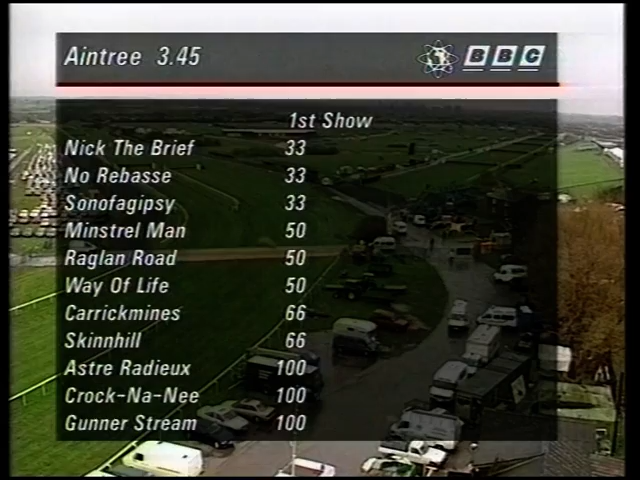 Aintree 3.45
BBC
1st Show
Nick The Brief 33
No Rebasse 33
Sonofagipsy 33
Minstrel Man 50
Raglan Road 50
Way Of Life 50
Carrickmines 66
Skinnhill 66
Astre Radieux 100
Crock-Na-Nee 100
Gunner Stream 100